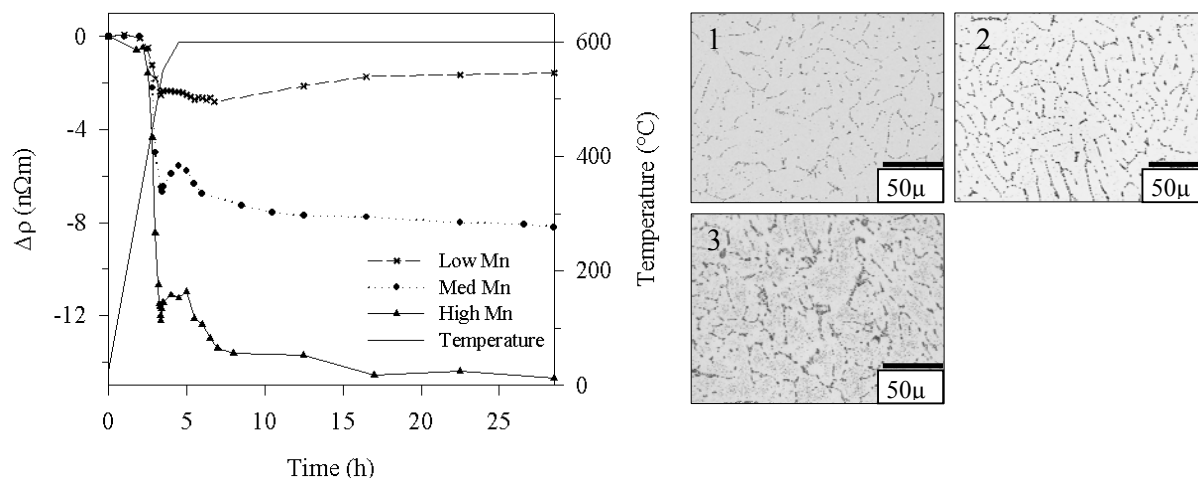 0
-4
-8
-12
Δρ (nΩm)
600
400
200
0
Temperature (°C)
Low Mn
Med Mn
High Mn
Temperature
0 5 10 15 20 25
Time (h)
1
50μ
2
50μ
3
50μ